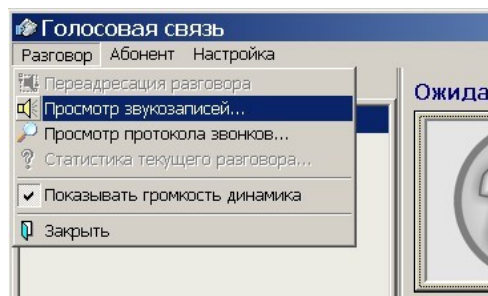 Голосовая связь
Разговор Абонент Настройка
Переадресация разговора
Ожида
Просмотр звукозаписей...
Просмотр протокола звонков...
Статистика текущего разговора...
Показывать громкость динамика
Закрыть